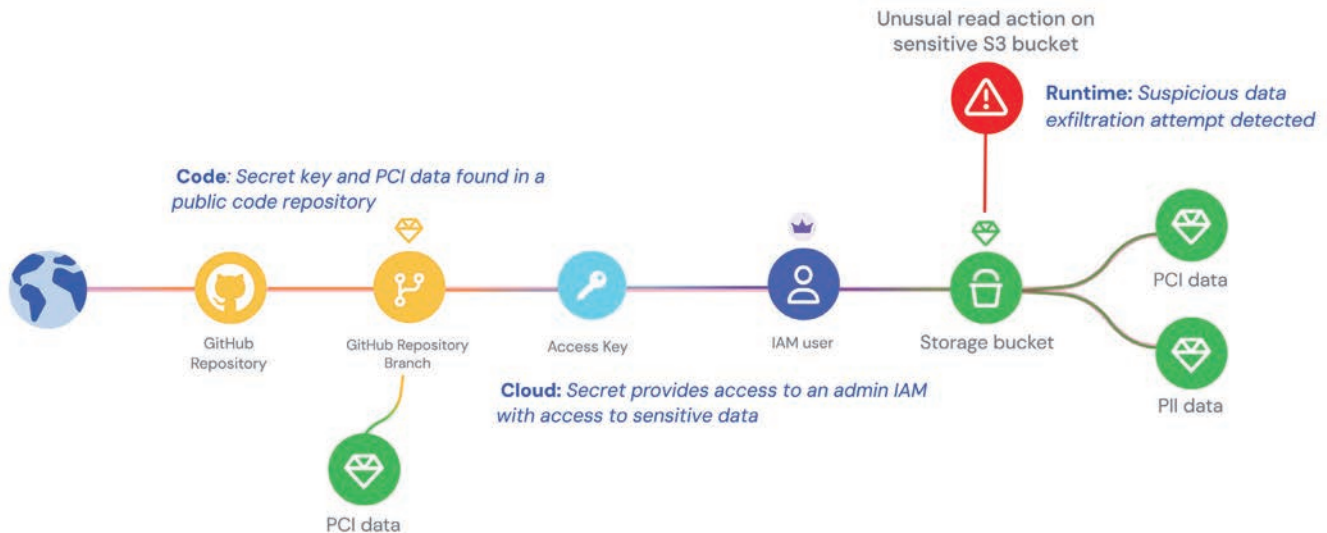 Unusual read action on
sensitive S3 bucket
Runtime: Suspicious data
exfiltration attempt detected
Code: Secret key and PCI data found in a
public code repository
GitHub
Repository
GitHub Repository
Branch
Access Key
IAM user
Storage bucket
PCI data
PII data
Cloud: Secret provides access to an admin IAM
with access to sensitive data
PCI data